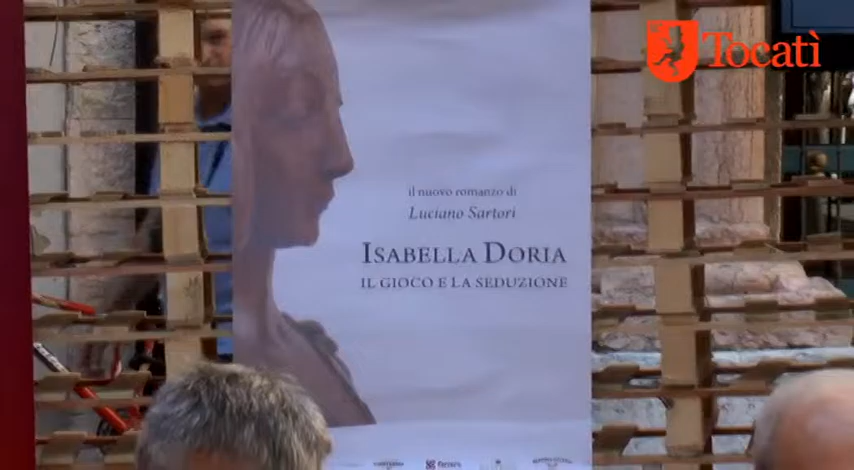 Tocatì
il nuovo romanzo di
Luciano Sartori
ISABELLA DORIA
IL GIOCO E LA SEDUZIONE